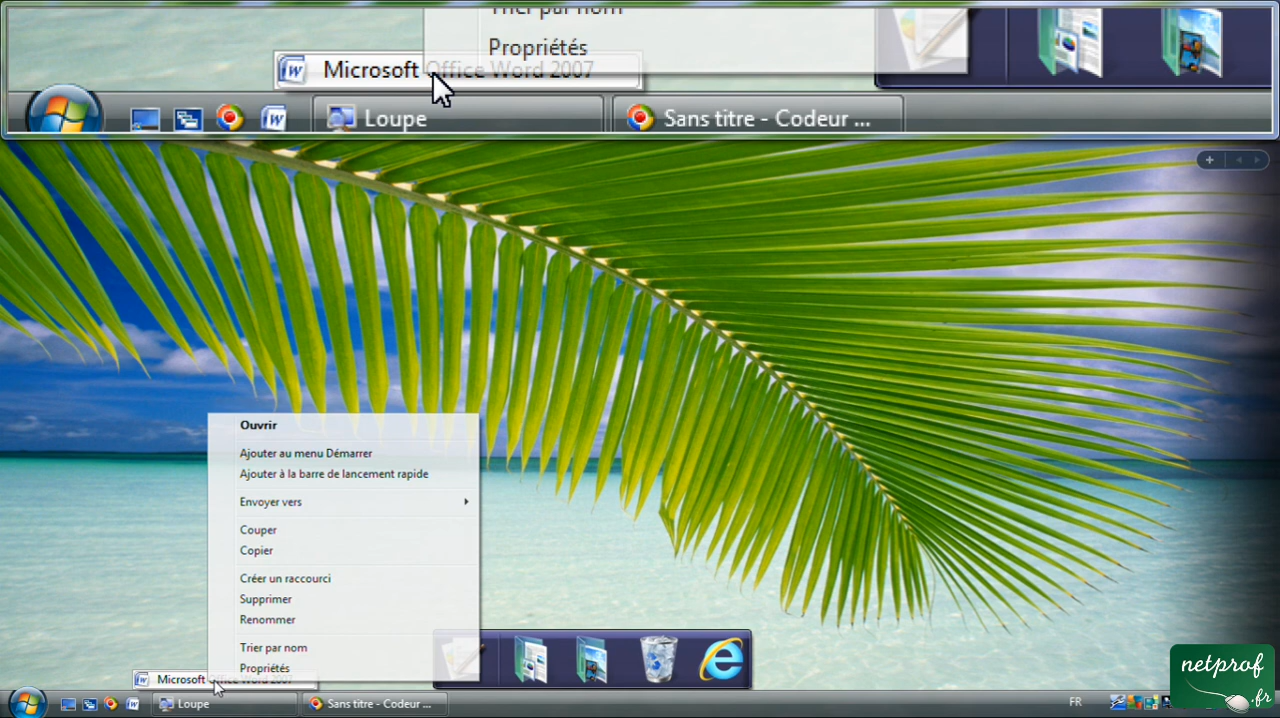 Trier par nom
Propriétés
Microsoft Office Word 2007
Loupe
Sans titre - Codeur ...
Ouvrir
Ajouter au menu Démarrer
Ajouter à la barre de lancement rapide
Envoyer vers
Couper
Copier
Créer un raccourci
Supprimer
Renommer
Trier par nom
Propriétés
Microsoft Office Word 2007
Loupe
Sans titre - Codeur ...
FR
netprof
.fr